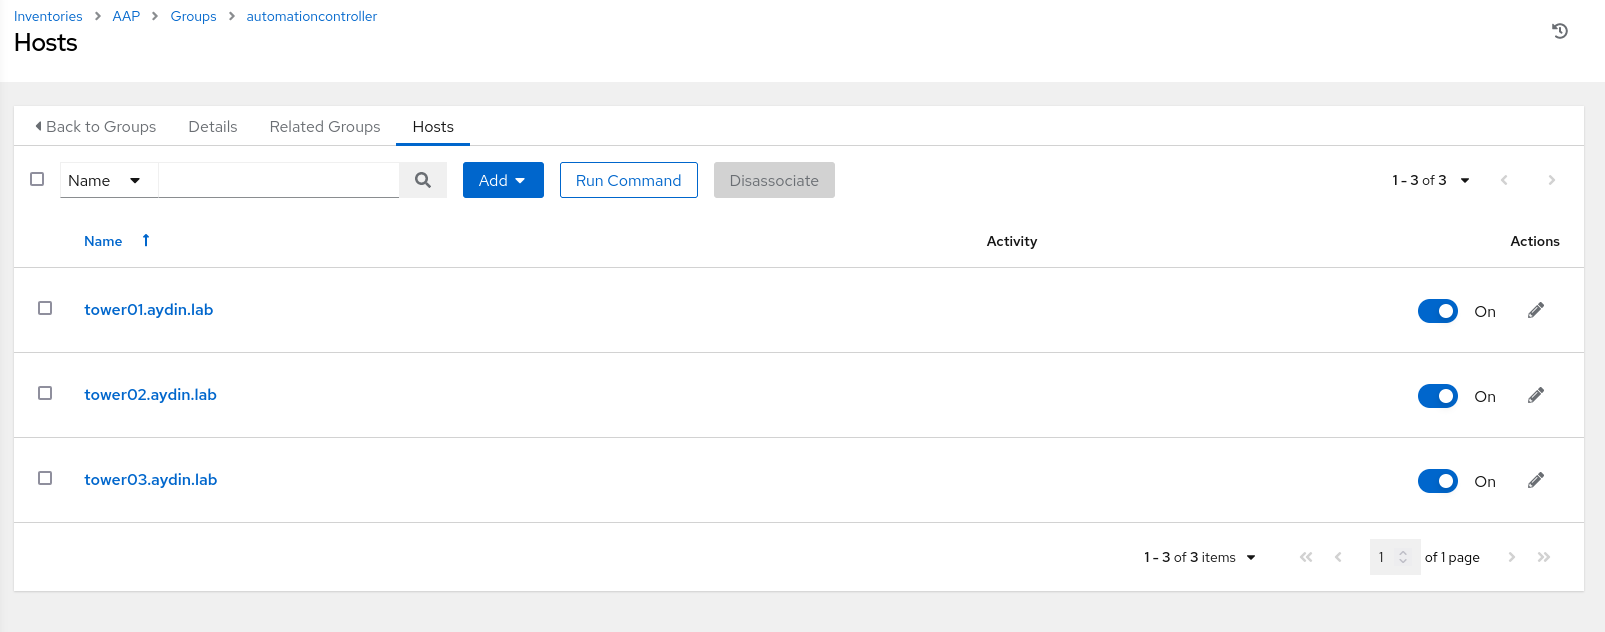 Inventories > AAP > Groups > automationcontroller
Hosts
Back to Groups Details Related Groups Hosts
Name Add Run Command Disassociate 1 - 3 of 3
Name Activity Actions
tower01.aydin.lab On
tower02.aydin.lab On
tower03.aydin.lab On
1 - 3 of 3 items 1 of 1 page